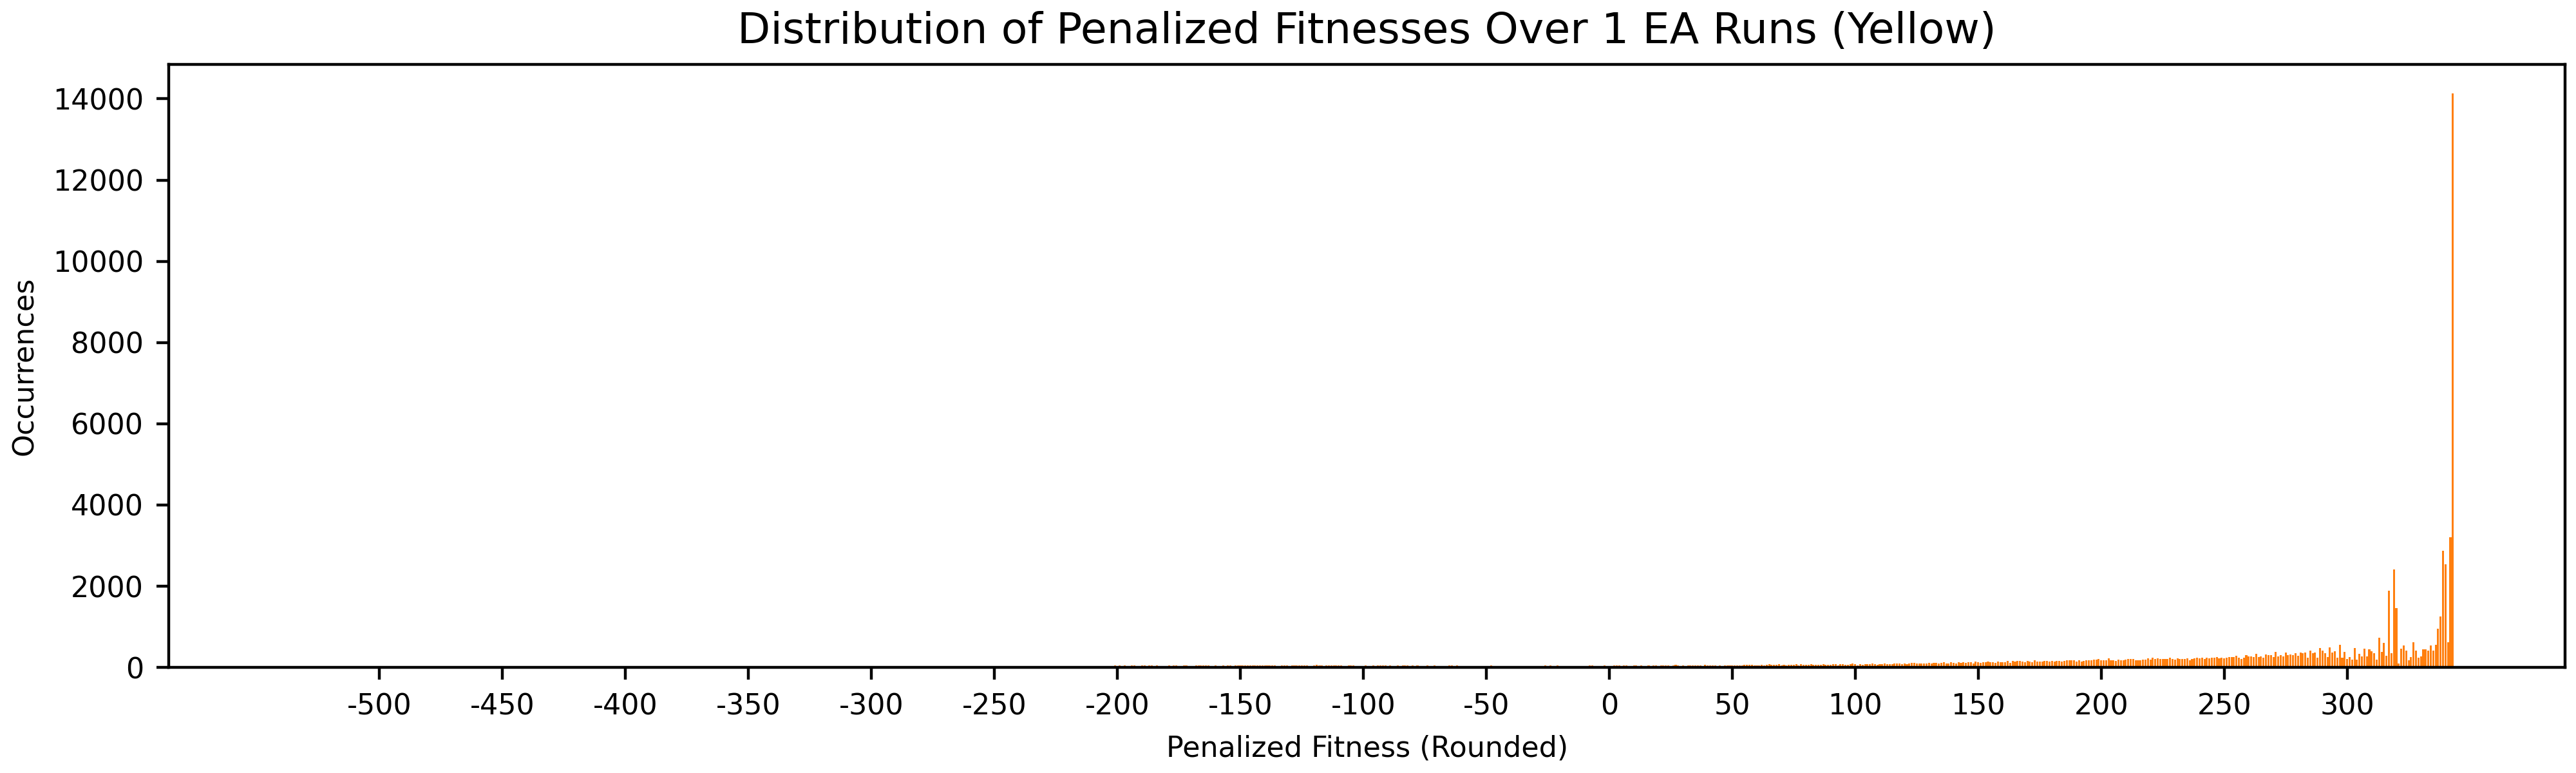 Distribution of Penalized Fitnesses Over 1 EA Runs (Yellow)
14000
12000
10000
8000
6000
4000
2000
0
Occurrences
-500 -450 -400 -350 -300 -250 -200 -150 -100 -50 0 50 100 150 200 250 300
Penalized Fitness (Rounded)